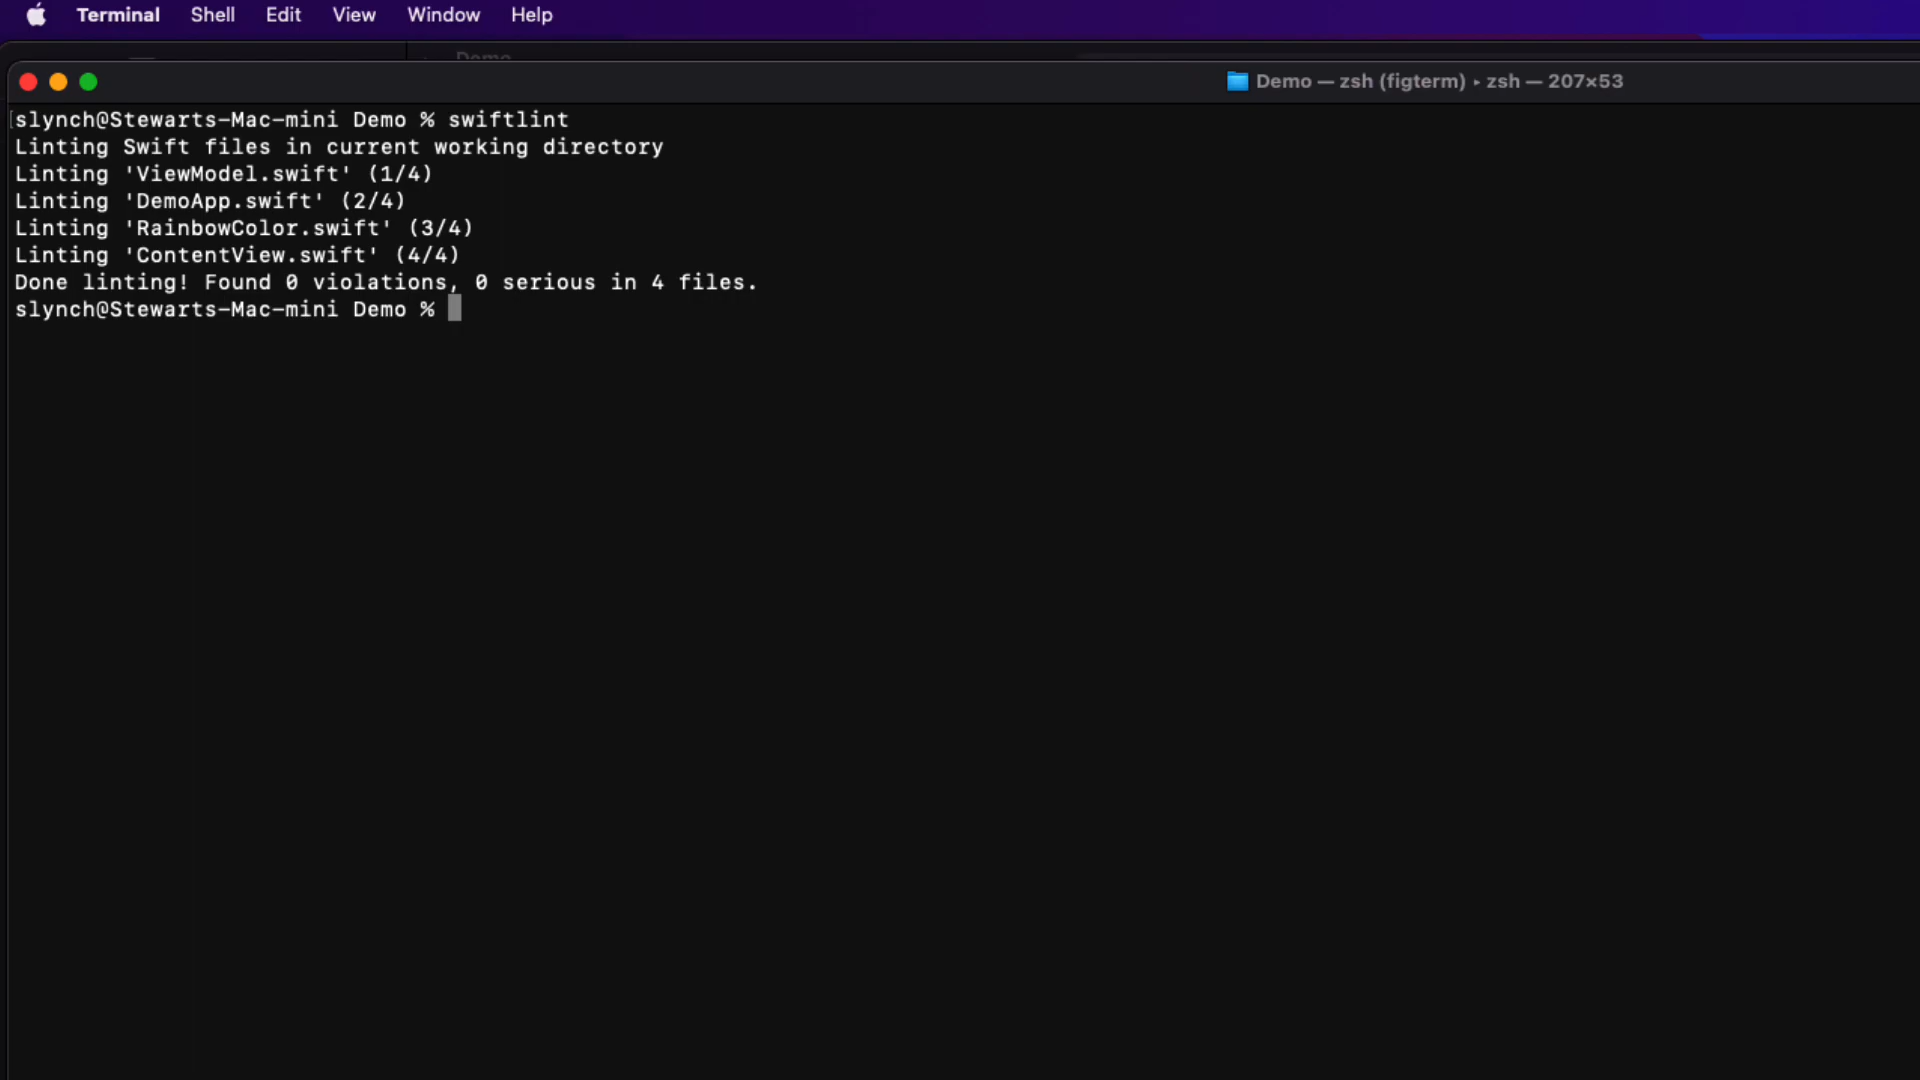 Terminal Shell Edit View Window Help
Demo
Demo — zsh (figterm) ▸ zsh — 207×53
[slynch@Stewarts-Mac-mini Demo % swiftlint
Linting Swift files in current working directory
Linting 'ViewModel.swift' (1/4)
Linting 'DemoApp.swift' (2/4)
Linting 'RainbowColor.swift' (3/4)
Linting 'ContentView.swift' (4/4)
Done linting! Found 0 violations, 0 serious in 4 files.
slynch@Stewarts-Mac-mini Demo %